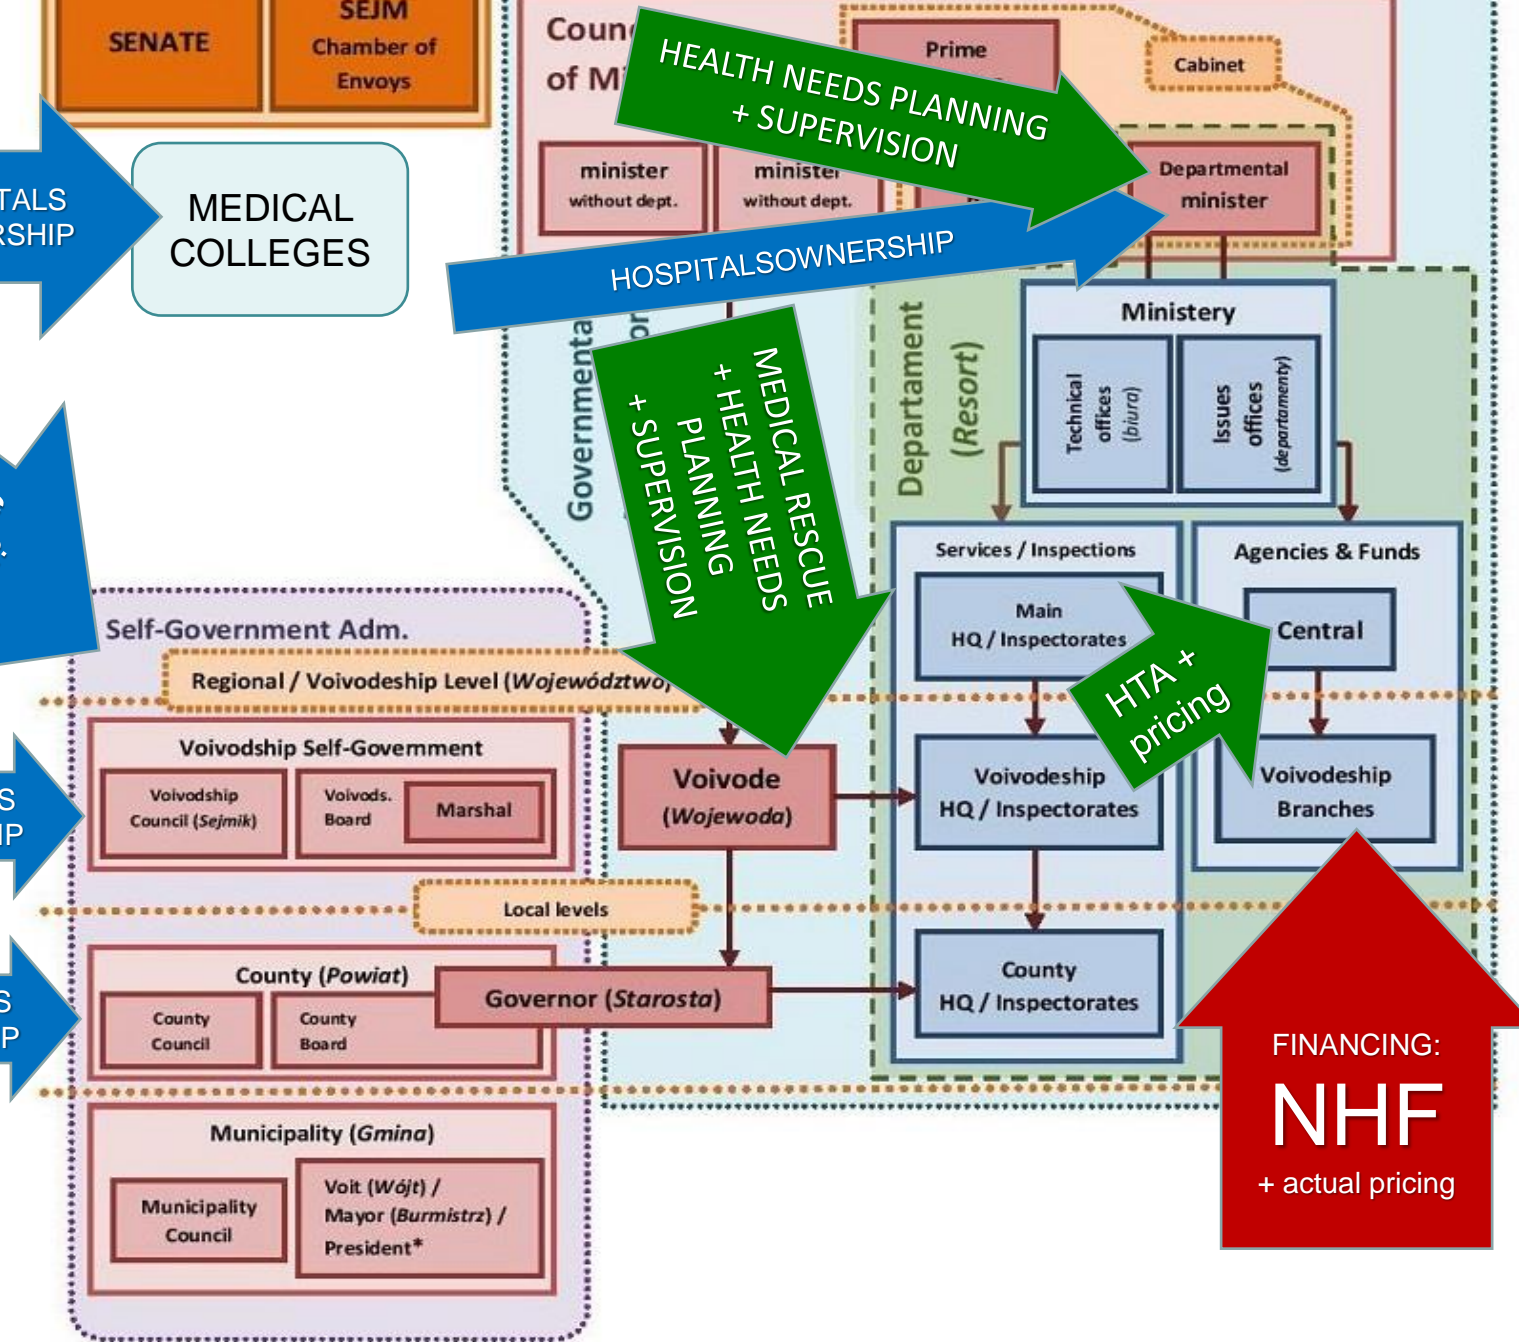 SENATE
SEJM
Chamber of
Envoys
of
Prime
Cabinet
HEALTH NEEDS PLANNING
+ SUPERVISION
minister
without dept.
minister
without dept.
Departmental
minister
MEDICAL
COLLEGES
HOSPITALSOWNERSHIP
MEDICAL RESCUE
+ HEALTH NEEDS
PLANNING
+ SUPERVISION
Departament
(Resort)
Ministery
Technical
offices
(biura)
Issues
offices
(departamenty)
Services / Inspections
Main
HQ / Inspectorates
Agencies & Funds
Central
HTA +
pricing
Self-Government Adm.
Regional / Voivodeship Level (Województwo)
Voivodship Self-Government
Voivodship
Council (Sejmik)
Voivods.
Board
Marshal
Voivode
(Wojewoda)
Voivodeship
HQ / Inspectorates
Voivodeship
Branches
Local levels
County (Powiat)
County
Council
County
Board
Governor (Starosta)
County
HQ / Inspectorates
Municipality (Gmina)
Municipality
Council
Voit (Wójt) /
Mayor (Burmistrz) /
President*
FINANCING:
NHF
+ actual pricing